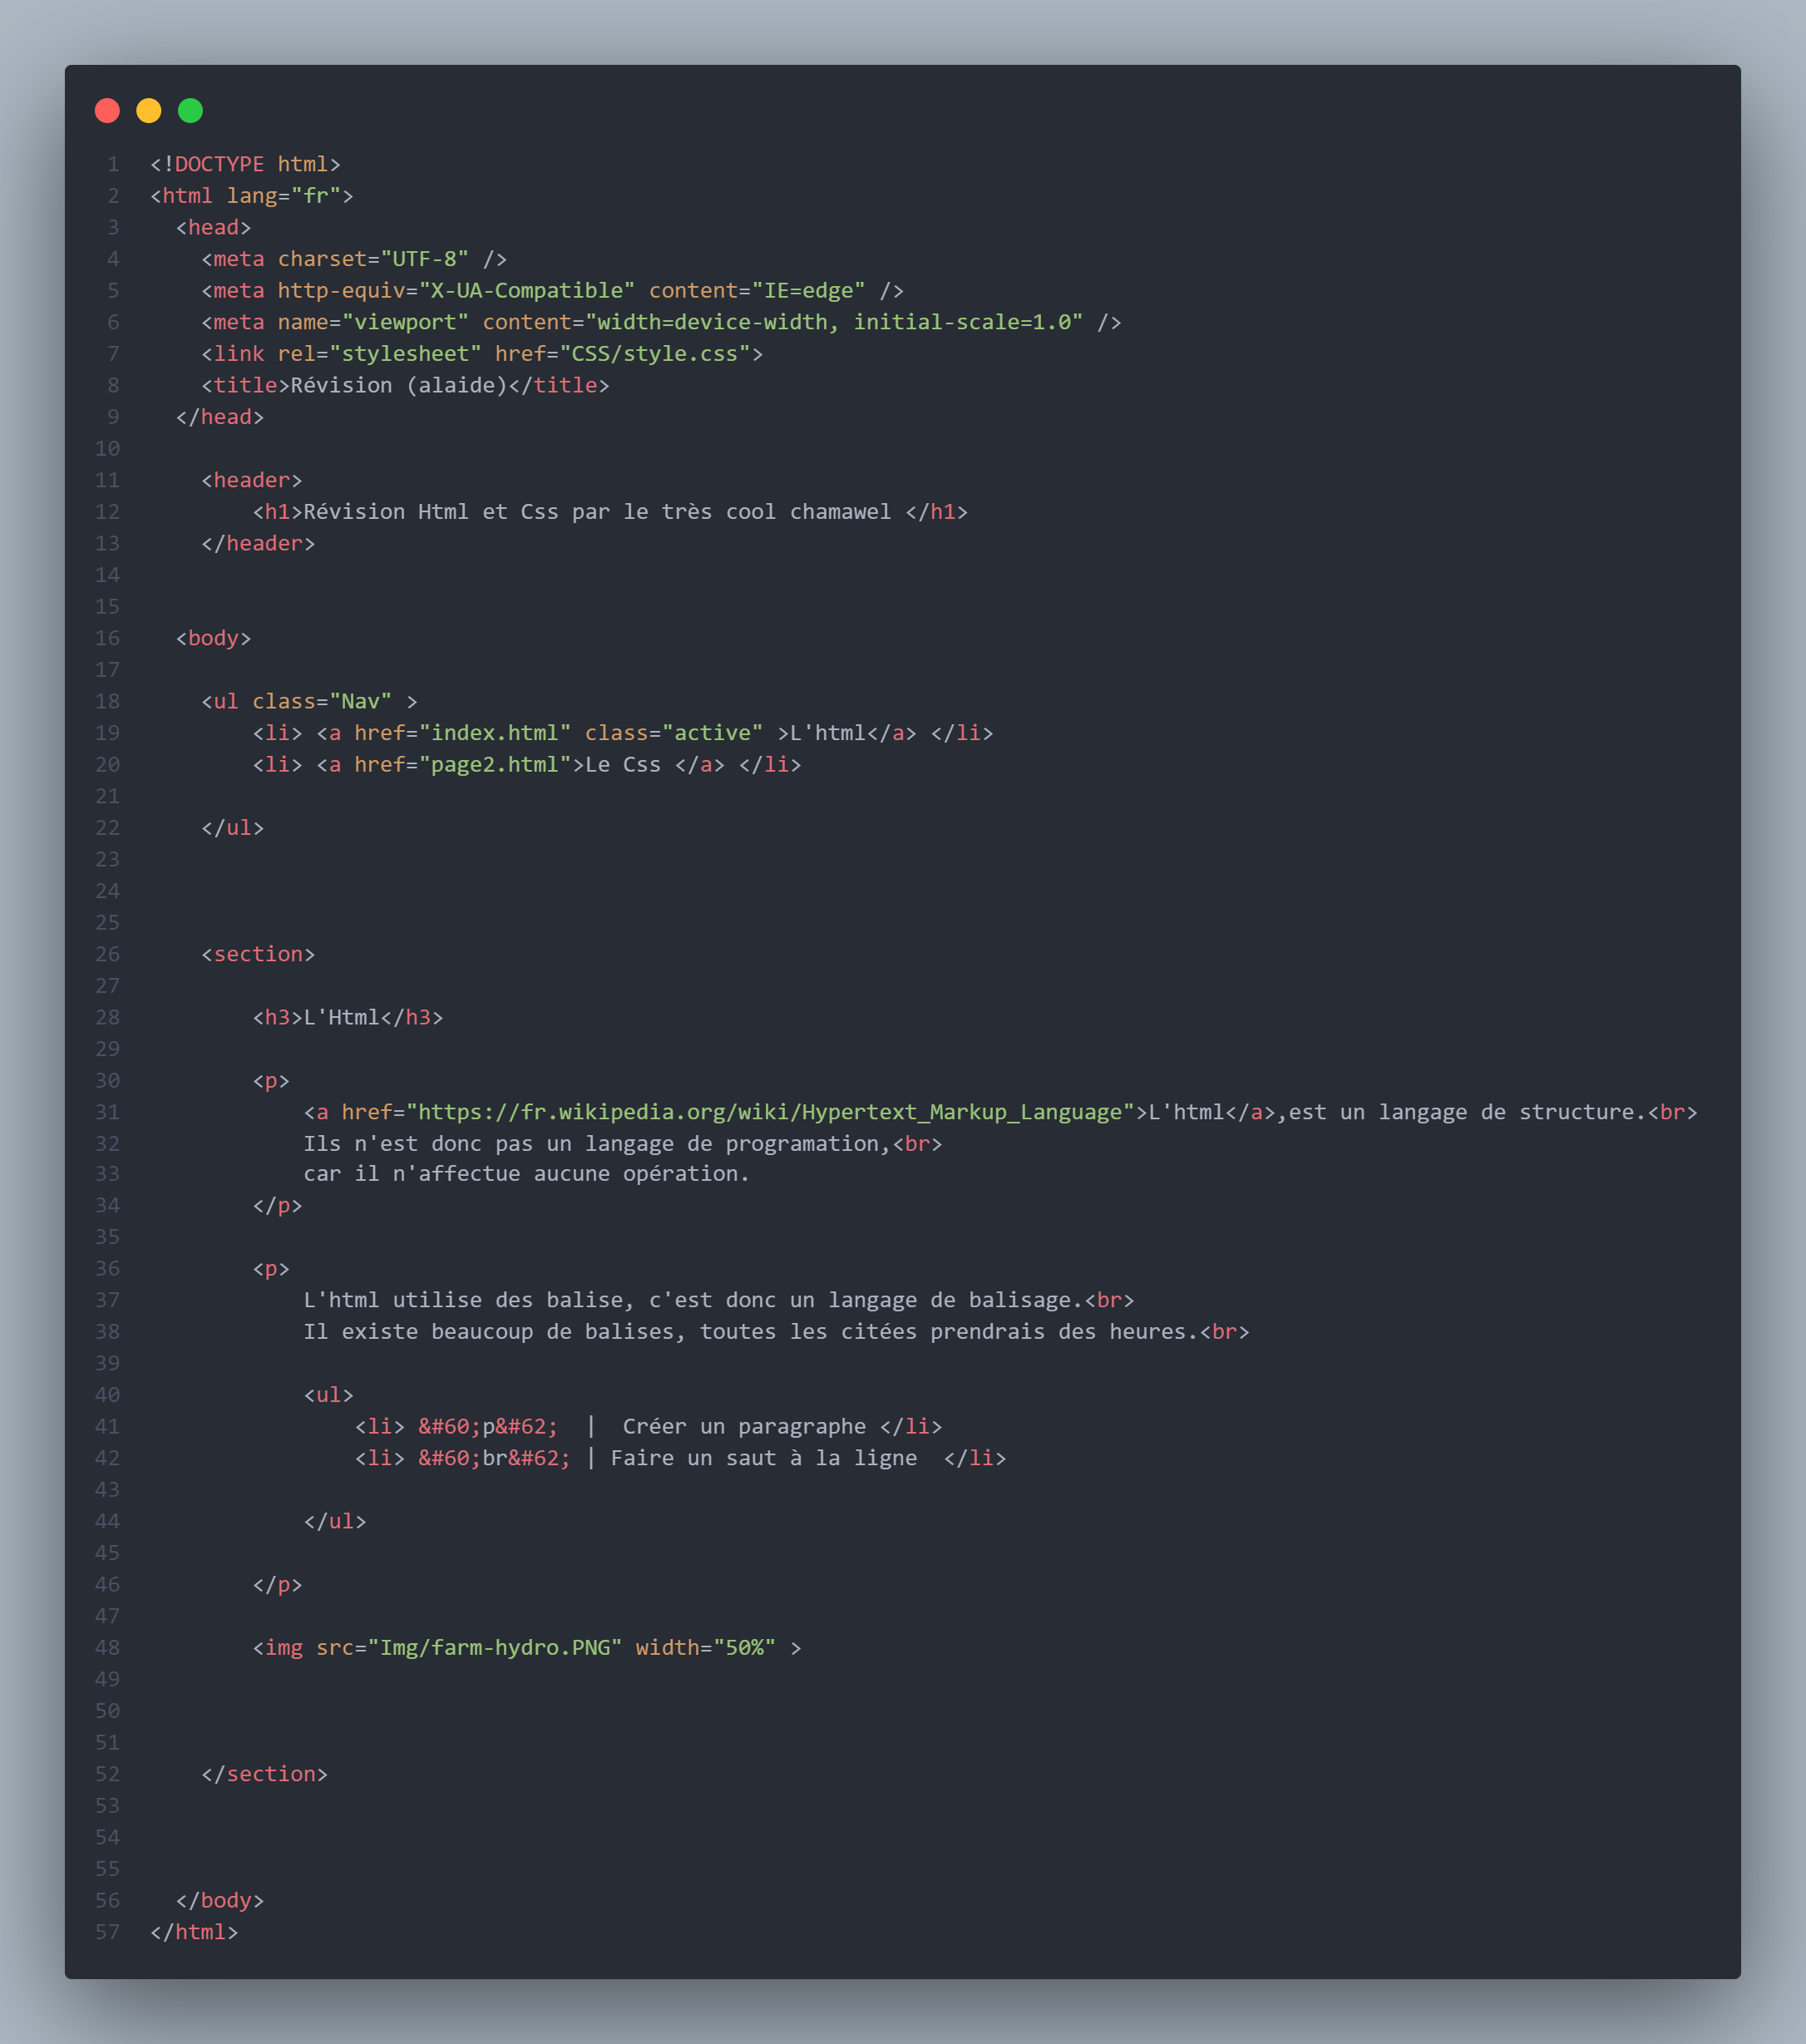 1 <!DOCTYPE html>
2 <html lang="fr">
3   <head>
4     <meta charset="UTF-8" />
5     <meta http-equiv="X-UA-Compatible" content="IE=edge" />
6     <meta name="viewport" content="width=device-width, initial-scale=1.0" />
7     <link rel="stylesheet" href="CSS/style.css">
8     <title>Révision (alaide)</title>
9   </head>
10
11     <header>
12         <h1>Révision Html et Css par le très cool chamawel </h1>
13     </header>
14
15
16   <body>
17
18     <ul class="Nav" >
19         <li> <a href="index.html" class="active" >L'html</a> </li>
20         <li> <a href="page2.html">Le Css </a> </li>
21
22     </ul>
23
24
25
26     <section>
27
28         <h3>L'Html</h3>
29
30         <p>
31             <a href="https://fr.wikipedia.org/wiki/Hypertext_Markup_Language">L'html</a>,est un langage de structure.<br>
32             Ils n'est donc pas un langage de programation,<br>
33             car il n'affectue aucune opération.
34         </p>
35
36         <p>
37             L'html utilise des balise, c'est donc un langage de balisage.<br>
38             Il existe beaucoup de balises, toutes les citées prendrais des heures.<br>
39
40             <ul>
41                 <li> &#60;p&#62;  |  Créer un paragraphe </li>
42                 <li> &#60;br&#62; | Faire un saut à la ligne  </li>
43
44             </ul>
45
46         </p>
47
48         <img src="Img/farm-hydro.PNG" width="50%" >
49
50
51
52     </section>
53
54
55
56   </body>
57 </html>